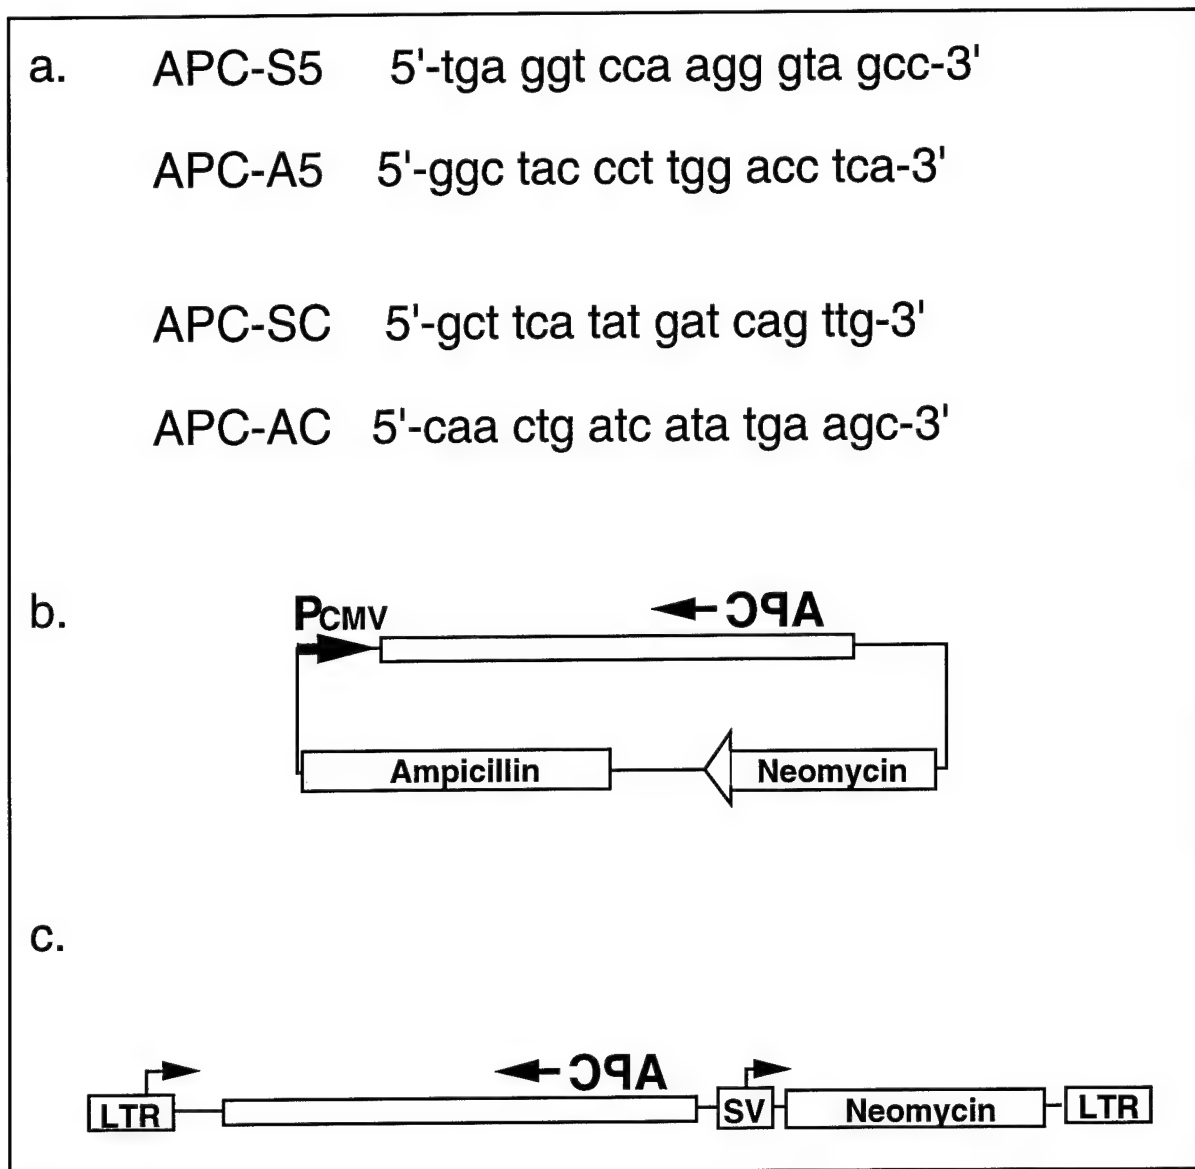 a. APC-S5 5'-tga ggt cca agg gta gcc-3'
APC-A5 5'-ggc tac cct tgg acc tca-3'
APC-SC 5'-gct tca tat gat cag ttg-3'
APC-AC 5'-caa ctg atc ata tga agc-3'
b. PCMV APC
Ampicillin Neomycin
c.
APC
LTR SV Neomycin LTR